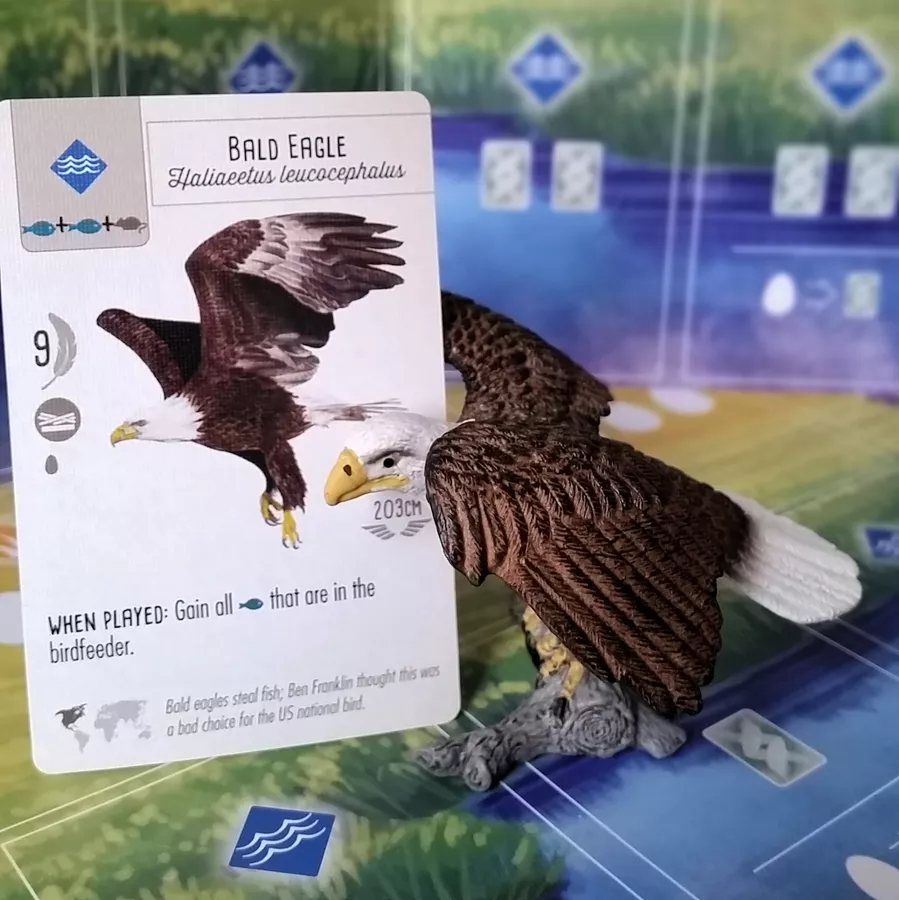 BALD EAGLE
Haliaeetus leucocephalus
+ +
9
203CM
WHEN PLAYED: Gain all that are in the
birdfeeder.
Bald eagles steal fish; Ben Franklin thought this was
a bad choice for the US national bird.